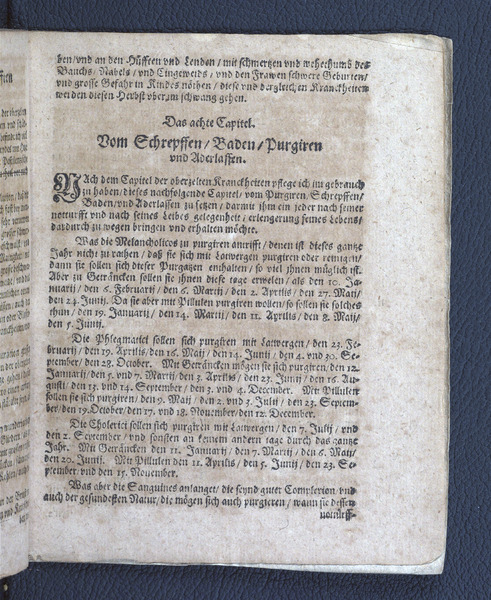 ben/vnd an den Hüfften vnd Lenden/mit schmertzen vnd wehethumb des
Bauchs/Nabels/vnd Eingeweids/vnd den Frawen schwere Geburten/
vnd grosse Gefahr in Kindes nöthen/diese vnd dergleichen Kranckheiten
werden diesen Herbst vberauß im schwang gehen.
Das achte Capitel.
Vom Schrepffen/Baden/Purgiren
vnd Aderlassen.
NAch dem Capitel der oberzelten Kranckheiten pflege ich im gebrauch
zu haben/dieses nachfolgende Capitel/vom Purgiren/Schrepffen/
Baden/vnd Aderlassen zu setzen/darmit ihm ein jeder nach seiner
notturfft vnd nach seines Leibes gelegenheit/erlengerung seines Lebens/
dardurch zu wegen bringen vnd erhalten möchte.
Was die Melancholicos zu purgiren antrifft/denen ist dieses gantze
Jahr nicht zu rathen/daß sie sich mit Latwergen purgiren oder reinigen/
dann sie sollen sich dieser Purgatzen enthalten/so viel jhnen müglich ist.
Aber zu Geträncken sollen sie jhnen diese tage erwelen/als den 10. Ja-
nuarij/den 6. Februarij/den 6. Martij/den 2. Aprilis/den 27. Maij/
den 24. Junij. Da sie aber mit Pillulen purgiren wollen/so sollen sie solches
thun/den 19. Januarij/den 14. Martij/den 11. Aprilis/den 8. Maij/
den 5. Junij.
Die Phlegmatici sollen sich purgiren mit Latwergen/den 23. Fe-
bruarij/den 19. Aprilis/den 16. Maij/den 14. Junij/den 4. vnd 30. Se-
ptember/den 28. October. Mit Geträncken mögen sie sich purgiren/den 12.
Januarij/den 5. vnd 7. Martij/den 3. Aprilis/den 23. Junij/den 16. Au-
gusti/den 13. vnd 14. September/den 3. vnd 4. December. Mit Pillulen
sollen sie sich purgiren/den 9. Maij/den 2. vnd 3. Julij/den 23. Septem-
ber/den 19. October/den 17. vnd 18. November/den 12. December.
Die Cholerici sollen sich purgiren mit Latwergen/den 7. Julij/vnd
den 2. September/vnd sonsten an keinem andern tage durch das gantze
Jahr. Mit Geträncken den 11. Januarij/den 7. Martij/den 6. Maij/
den 20. Junij. Mit Pillulen den 11. Aprilis/den 5. Junij/den 23. Se-
ptember vnd den 15. November.
Was aber die Sanguineos anlanget/die seynd guter Complexion vnd
auch der gesundesten Natur/die mögen sich auch purgieren/wann sie dessen
notturff-